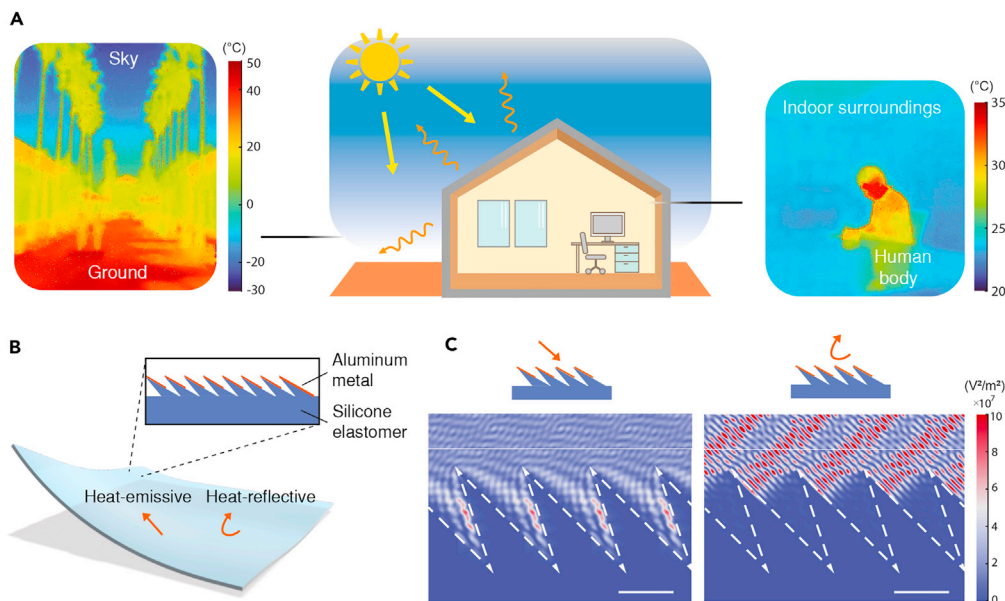 A
(°C)
50
40
20
0
-20
-30
Sky
Ground
(°C)
35
30
25
20
Indoor surroundings
Human
body
B
Aluminum
metal
Silicone
elastomer
Heat-emissive
Heat-reflective
C
(V²/m²)
×10⁷
10
8
6
4
2
0